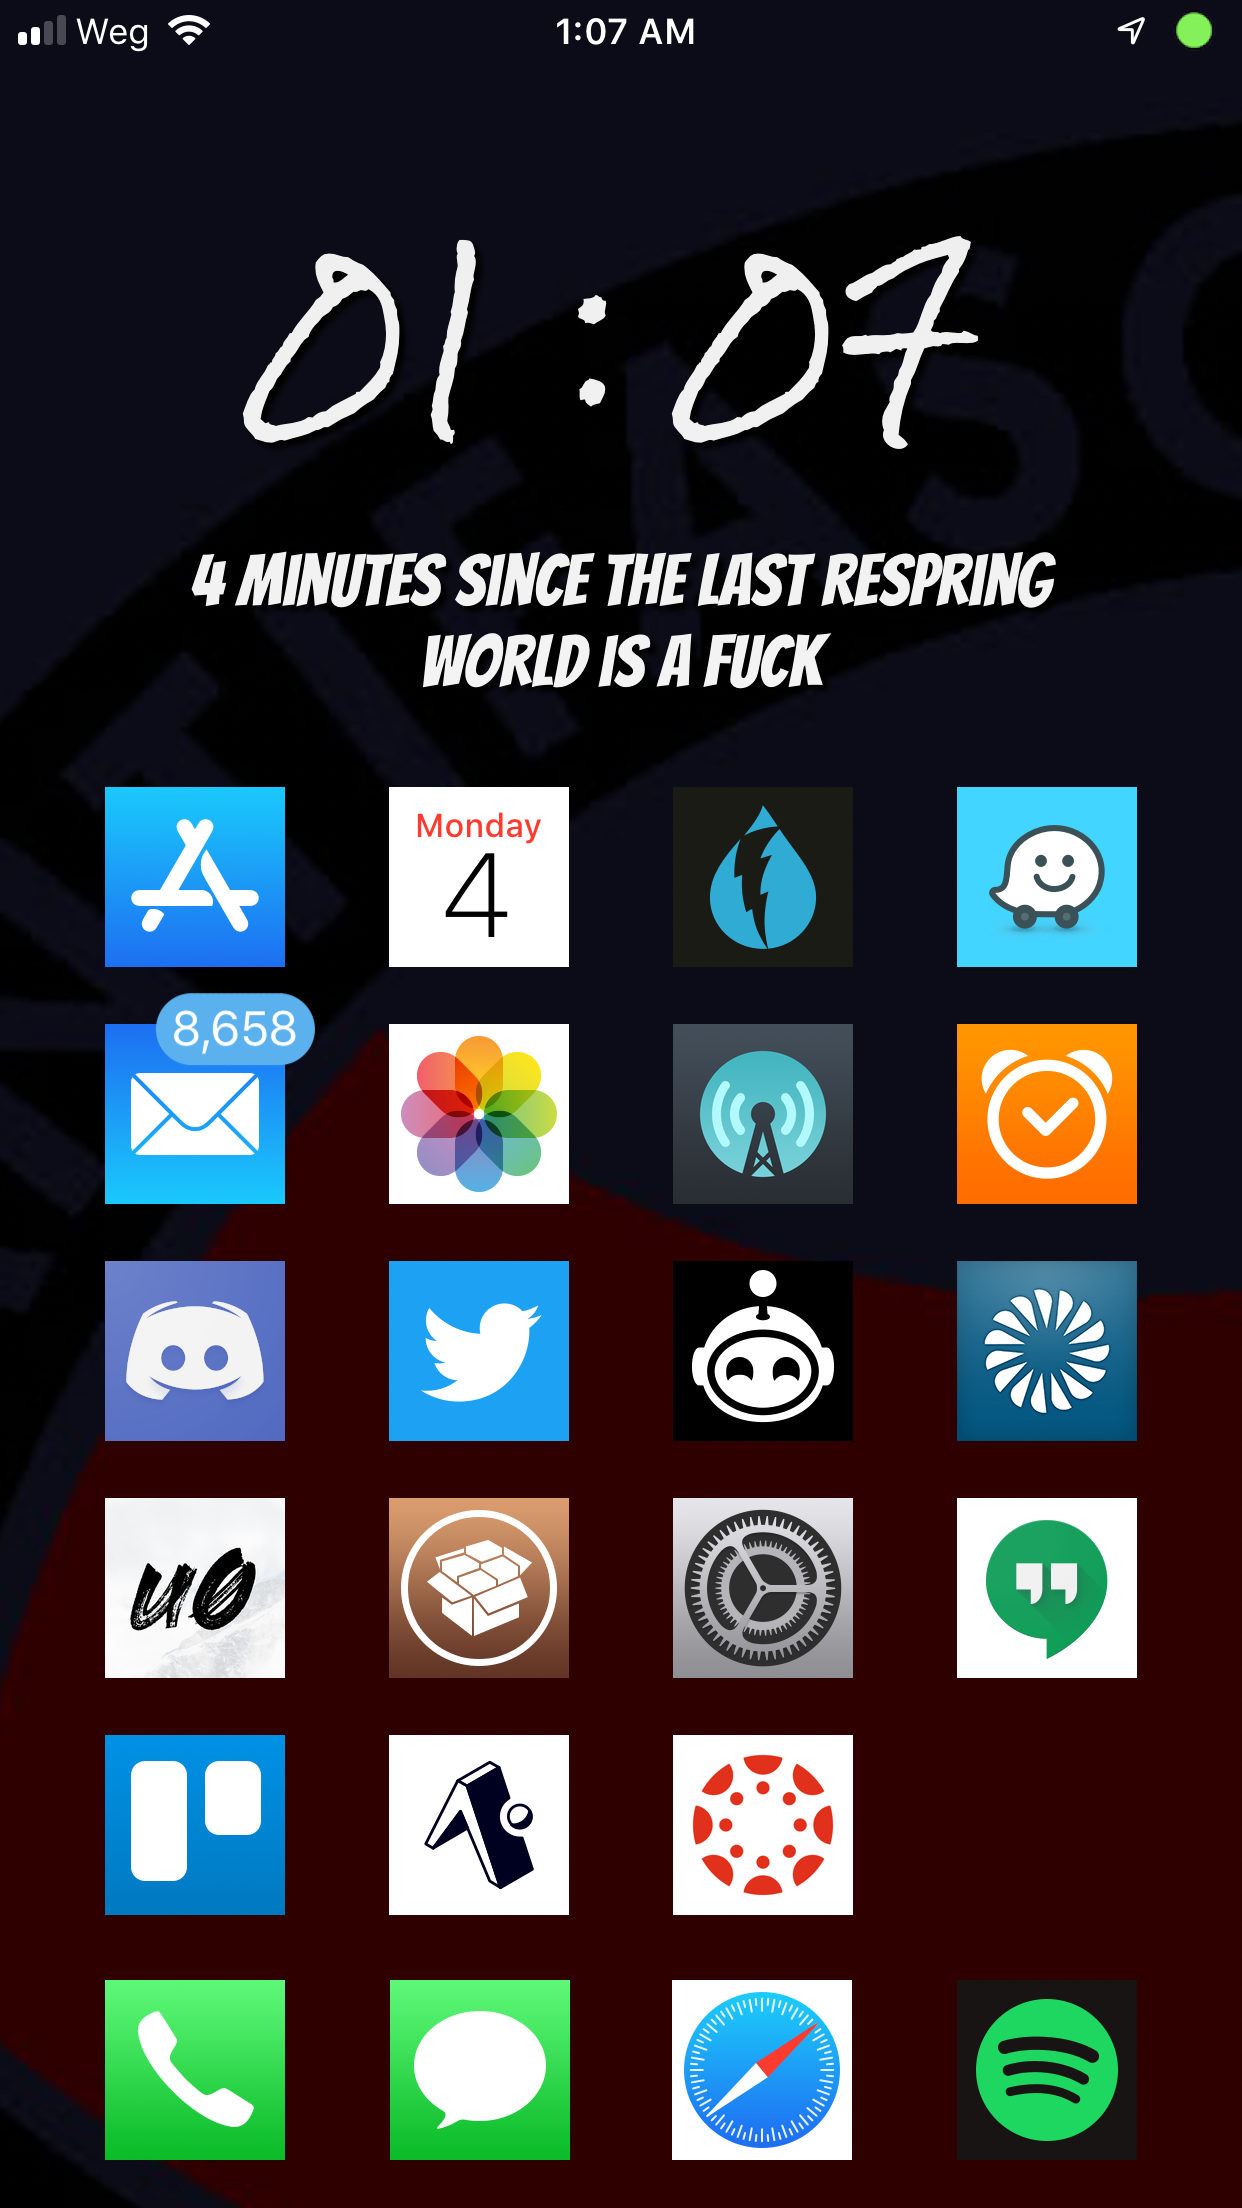 Weg
1:07 AM
01:07
4 MINUTES SINCE THE LAST RESPRING
WORLD IS A FUCK
Monday
4
8,658
uo